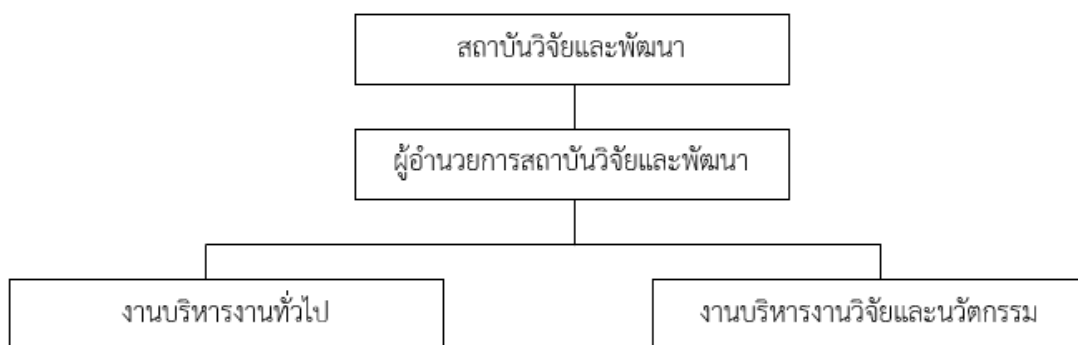 สถาบันวิจัยและพัฒนา
ผู้อำนวยการสถาบันวิจัยและพัฒนา
งานบริหารงานทั่วไป
งานบริหารงานวิจัยและนวัตกรรม